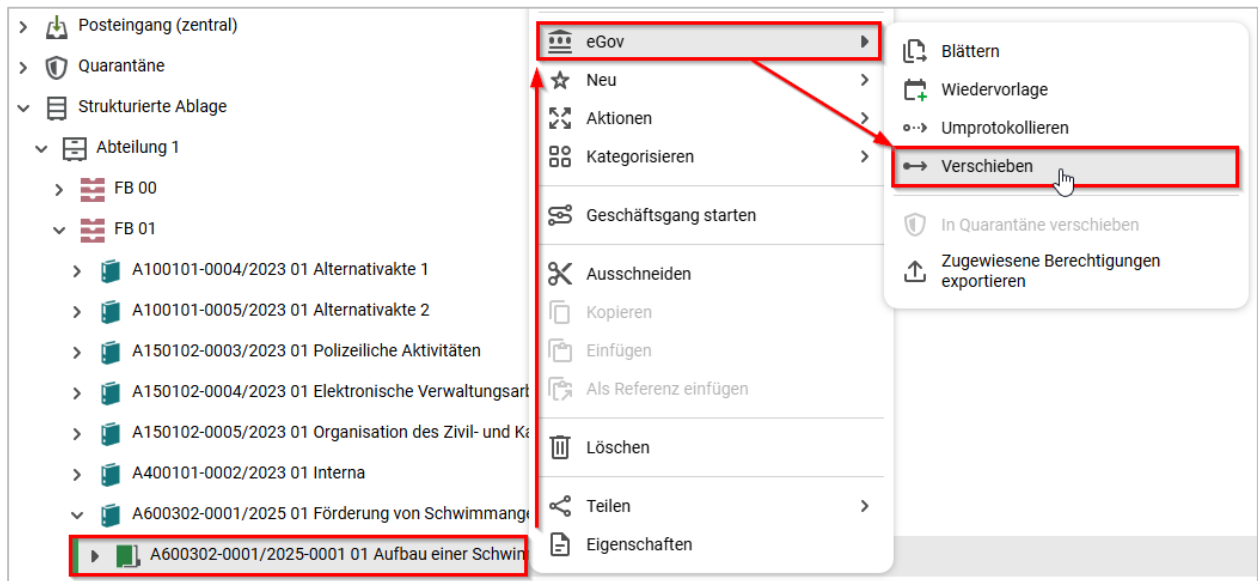 Posteingang (zentral)
Quarantäne
Strukturierte Ablage
Abteilung 1
FB 00
FB 01
A100101-0004/2023 01 Alternativakte 1
A100101-0005/2023 01 Alternativakte 2
A150102-0003/2023 01 Polizeiliche Aktivitäten
A150102-0004/2023 01 Elektronische Verwaltungsarb
A150102-0005/2023 01 Organisation des Zivil- und Ka
A400101-0002/2023 01 Interna
A600302-0001/2025 01 Förderung von Schwimmange
A600302-0001/2025-0001 01 Aufbau einer Schwim
eGov
Neu
Aktionen
Kategorisieren
Geschäftsgang starten
Ausschneiden
Kopieren
Einfügen
Als Referenz einfügen
Löschen
Teilen
Eigenschaften
Blättern
Wiedervorlage
Umprotokollieren
Verschieben
In Quarantäne verschieben
Zugewiesene Berechtigungen
exportieren